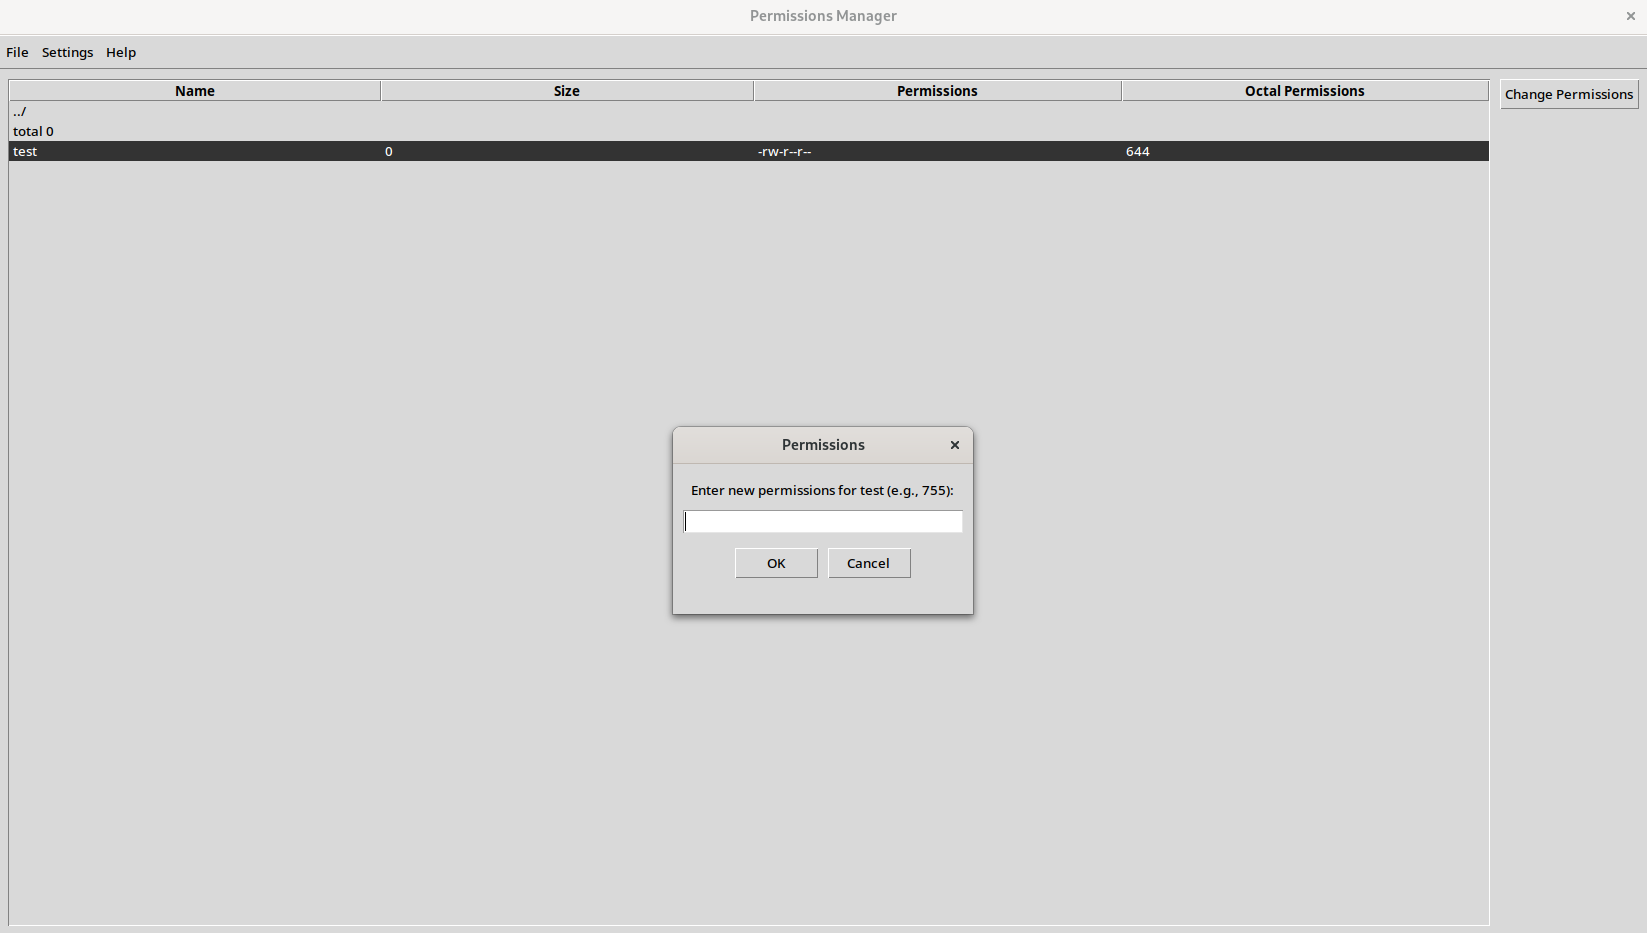 Permissions Manager ×
File Settings Help
Name Size Permissions Octal Permissions
Change Permissions
../
total 0
test 0 -rw-r--r-- 644
Permissions ×
Enter new permissions for test (e.g., 755):
OK Cancel